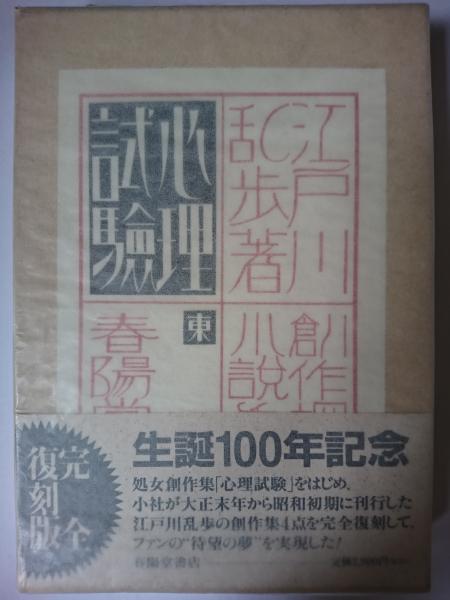 江戸川
乱歩著
心理
試験
創作探
小説
東
春陽堂
生誕100年記念
完全
復刻版
処女創作集「心理試験」をはじめ、
小社が大正末年から昭和初期に刊行した
江戸川乱歩の創作集4点を完全復刻して、
ファンの“待望の夢”を実現した!
春陽堂書店